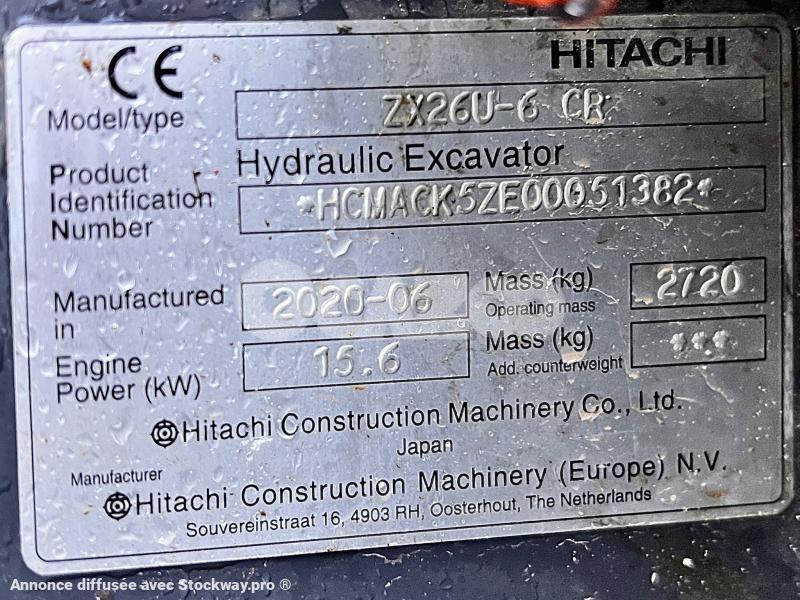 CE
HITACHI
Model/type ZX26U-6 CR
Hydraulic Excavator
Product
Identification
Number
*HCMACK5ZE00051382*
Manufactured
in
2020-06
Mass (kg)
Operating mass
2720
Engine
Power (kW)
15.6
Mass (kg)
Add. counterweight
***
Hitachi Construction Machinery Co., Ltd.
Japan
Manufacturer
Hitachi Construction Machinery (Europe) N.V.
Souvereinstraat 16, 4903 RH, Oosterhout, The Netherlands
Annonce diffusée avec Stockway.pro ®